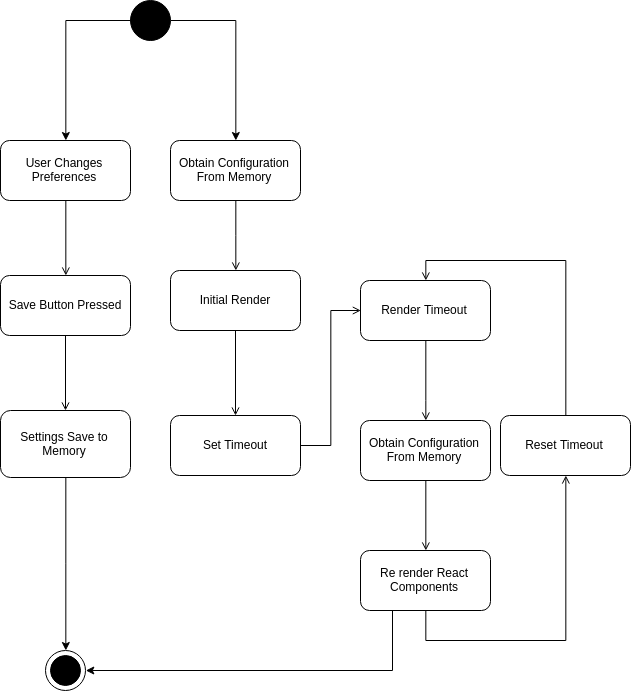 User Changes
Preferences
Obtain Configuration
From Memory
Save Button Pressed
Initial Render
Render Timeout
Settings Save to
Memory
Set Timeout
Obtain Configuration
From Memory
Reset Timeout
Re render React
Components